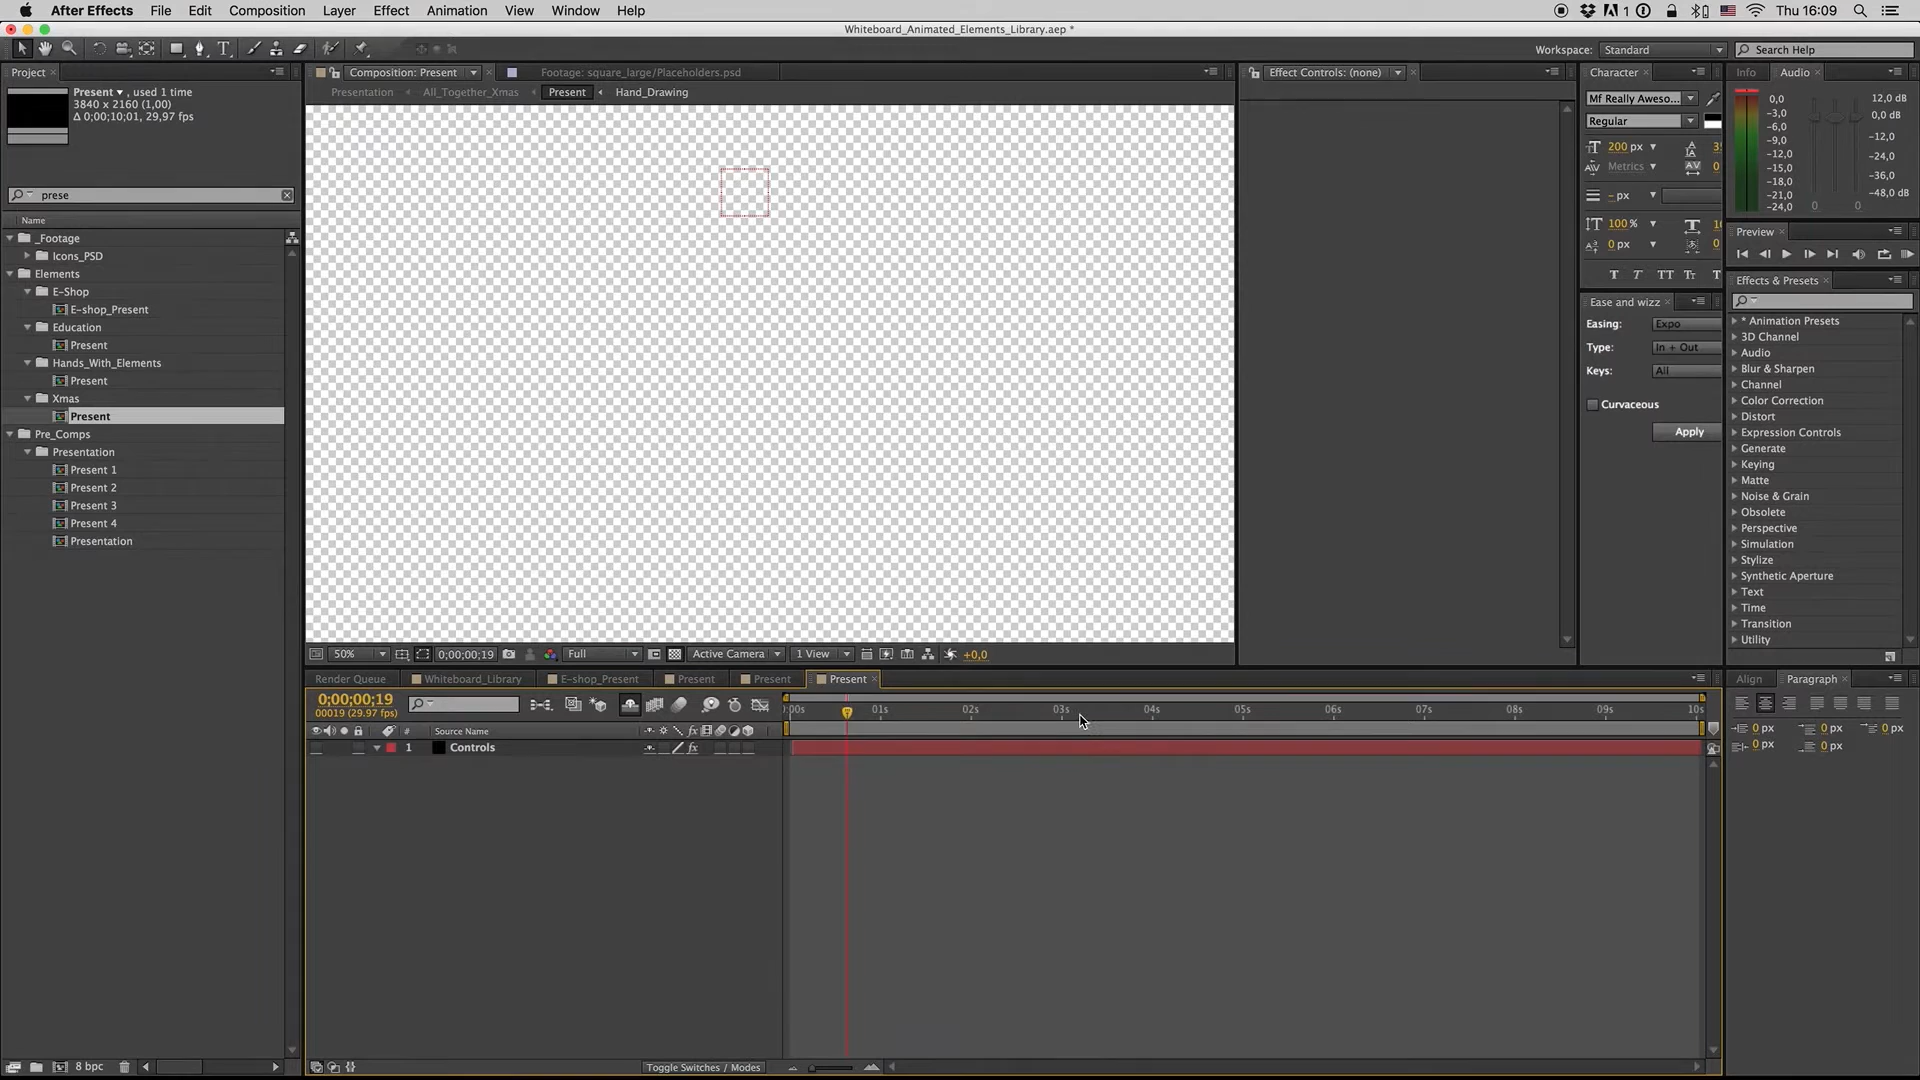 After Effects File Edit Composition Layer Effect Animation View Window Help 1 Thu 16:09
Whiteboard_Animated_Elements_Library.aep *
Workspace: Standard Search Help
Project
Present , used 1 time
3840 x 2160 (1,00)
Δ 0;00;10;01, 29,97 fps
prese
Name
_Footage
Icons_PSD
Elements
E-Shop
E-shop_Present
Education
Present
Hands_With_Elements
Present
Xmas
Present
Pre_Comps
Presentation
Present 1
Present 2
Present 3
Present 4
Presentation
8 bpc
Composition: Present Footage: square_large/Placeholders.psd
Presentation All_Together_Xmas Present Hand_Drawing
50% 0;00;00;19 Full Active Camera 1 View +0,0
Effect Controls: (none)
Character
Mf Really Aweso...
Regular
200 px
Metrics 0
- px
100 %
0 px
T T TT Tr T
Ease and wizz
Easing: Expo
Type: In + Out
Keys: All
Curvaceous
Apply
Info Audio
0,0
-3,0
-6,0
-9,0
-12,0
-15,0
-18,0
-21,0
-24,0
12,0 dB
0,0 dB
-12,0
-24,0
-36,0
-48,0 dB
0 0
Preview
Effects & Presets
* Animation Presets
3D Channel
Audio
Blur & Sharpen
Channel
Color Correction
Distort
Expression Controls
Generate
Keying
Matte
Noise & Grain
Obsolete
Perspective
Simulation
Stylize
Synthetic Aperture
Text
Time
Transition
Utility
Align Paragraph
0 px 0 px 0 px
0 px 0 px
Render Queue Whiteboard_Library E-shop_Present Present Present Present
0;00;00;19
00019 (29.97 fps)
:00s 01s 02s 03s 04s 05s 06s 07s 08s 09s 10s
# Source Name
1 Controls
Toggle Switches / Modes